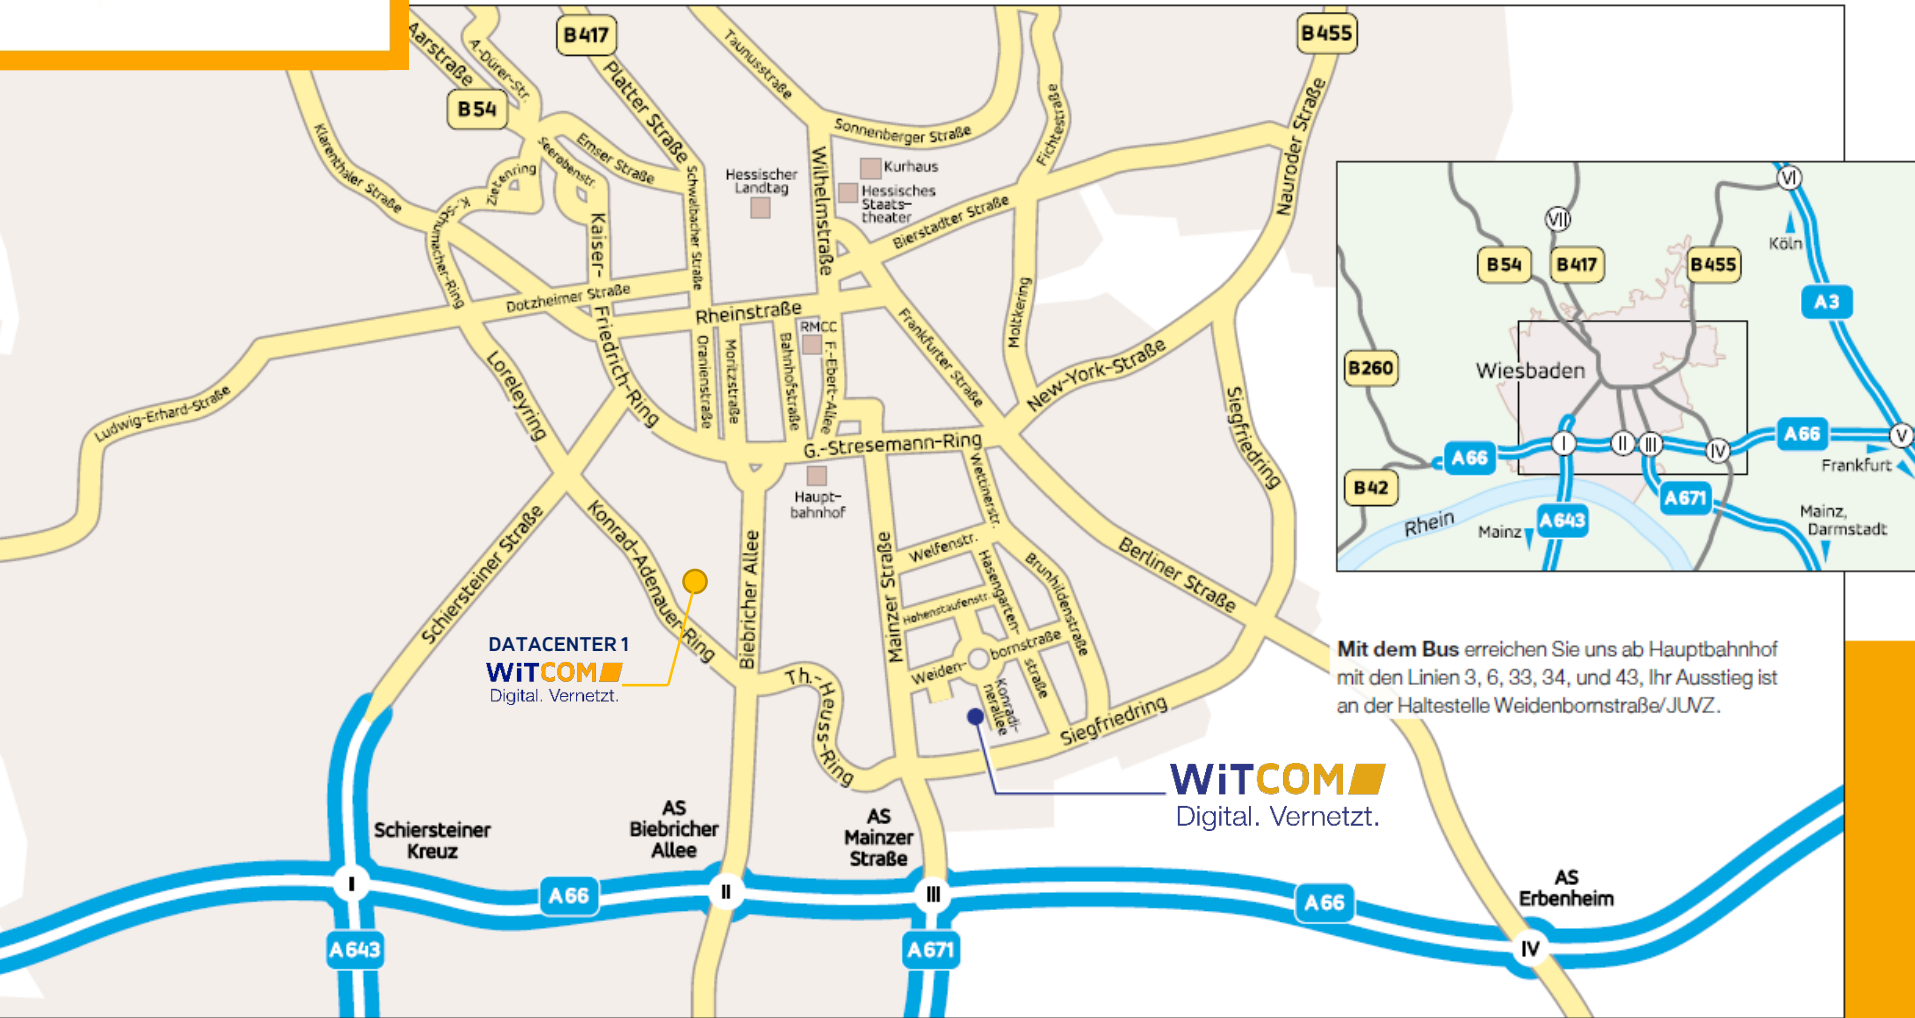 Aarstraße
A.-Dürer-Str.
B417
B54
Platter Straße
Taunusstraße
B455
Klarenthaler Straße
Seerobenstr.
Emser Straße
Zietenring
K.-Schumacher-Ring
Kaiser-
Friedrich-Ring
Schwalbacher Straße
Hessischer
Landtag
Wilhelmstraße
Sonnenberger Straße
Kurhaus
Hessisches
Staats-
theater
Fichtestraße
Bierstadter Straße
Nauroder Straße
Dotzheimer Straße
Rheinstraße
RMCC
Oranienstraße
Moritzstraße
Bahnhofstraße
F.-Ebert-Allee
Frankfurter Straße
Moltkering
New-York-Straße
Ludwig-Erhard-Straße
Loreleyring
G.-Stresemann-Ring
Haupt-
bahnhof
Wettinerstr.
Siegfriedring
Schiersteiner Straße
Konrad-Adenauer-Ring
Biebricher Allee
Mainzer Straße
Welfenstr.
Hohenstaufenstr.
Hasengarten-
straße
Brunhildenstraße
Berliner Straße
Weiden-
bornstraße
Konradi-
nerallee
Th.-Heuss-Ring
Siegfriedring
DATACENTER 1
WiTCOM
Digital. Vernetzt.
WiTCOM
Digital. Vernetzt.
Schiersteiner
Kreuz
AS
Biebricher
Allee
AS
Mainzer
Straße
AS
Erbenheim
I
A66
II
III
A66
IV
A643
A671
VI
VII
Köln
B54
B417
B455
A3
B260
Wiesbaden
A66
I
II
III
IV
A66
V
Frankfurt
B42
Rhein
Mainz
A643
A671
Mainz,
Darmstadt
Mit dem Bus erreichen Sie uns ab Hauptbahnhof
mit den Linien 3, 6, 33, 34, und 43, Ihr Ausstieg ist
an der Haltestelle Weidenbornstraße/JUVZ.